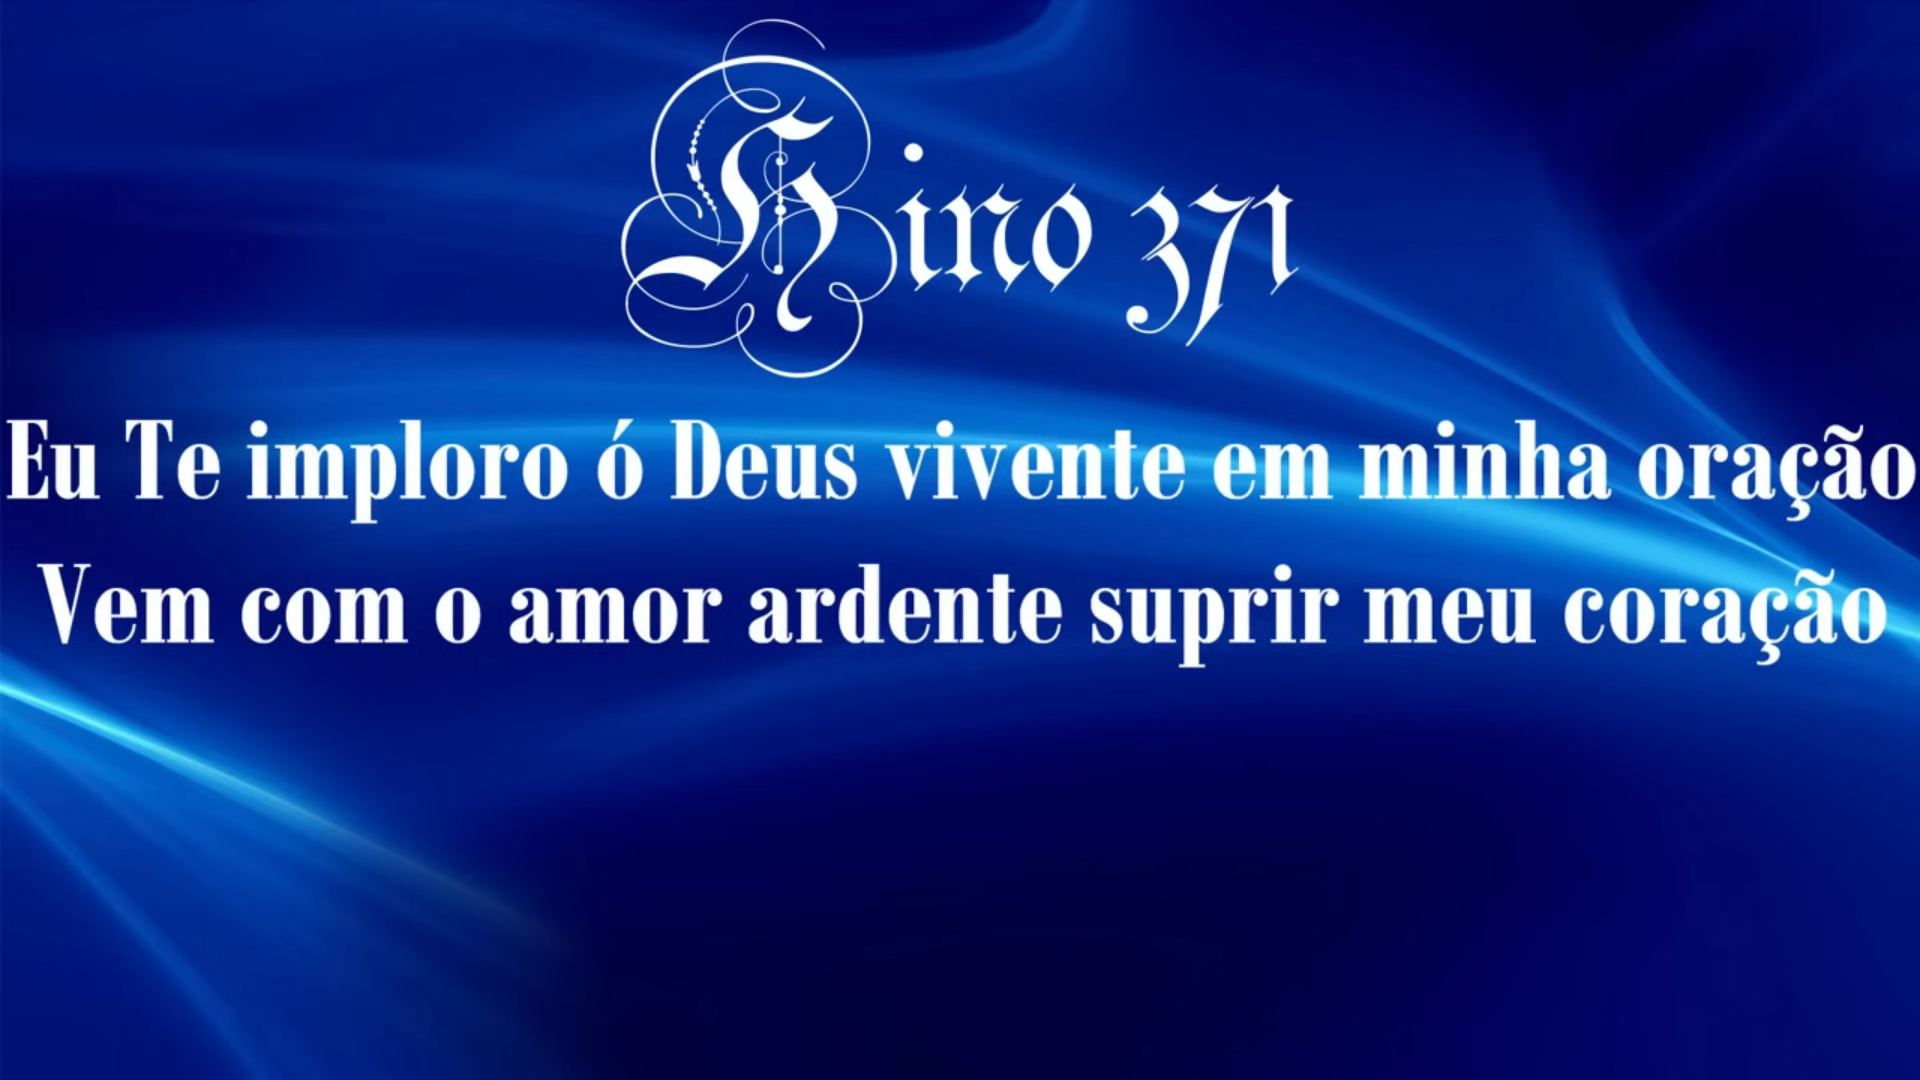 Hino 371
Eu Te imploro ó Deus vivente em minha oração
Vem com o amor ardente suprir meu coração